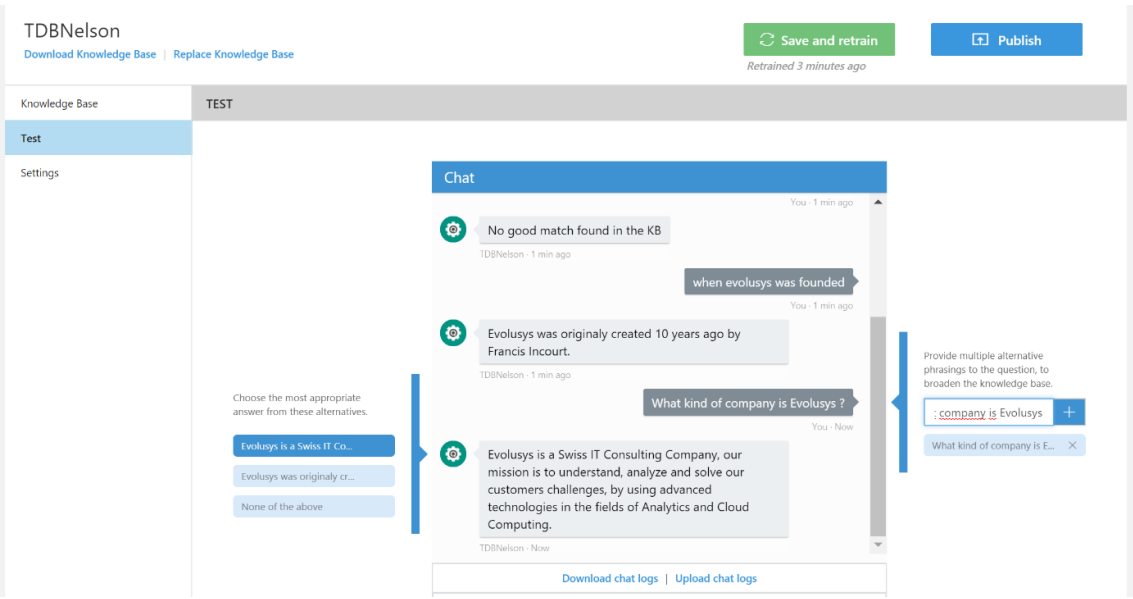 TDBNelson
Download Knowledge Base | Replace Knowledge Base
Save and retrain
Publish
Retrained 3 minutes ago
Knowledge Base
TEST
Test
Settings
Chat
You · 1 min ago
No good match found in the KB
TDBNelson · 1 min ago
when evolusys was founded
You · 1 min ago
Evolusys was originaly created 10 years ago by
Francis Incourt.
TDBNelson · 1 min ago
What kind of company is Evolusys ?
You · Now
Choose the most appropriate
answer from these alternatives.
Evolusys is a Swiss IT Co...
Evolusys was originaly cr...
None of the above
Evolusys is a Swiss IT Consulting Company, our
mission is to understand, analyze and solve our
customers challenges, by using advanced
technologies in the fields of Analytics and Cloud
Computing.
TDBNelson · Now
Provide multiple alternative
phrasings to the question, to
broaden the knowledge base.
company is Evolusys
What kind of company is E...
Download chat logs | Upload chat logs